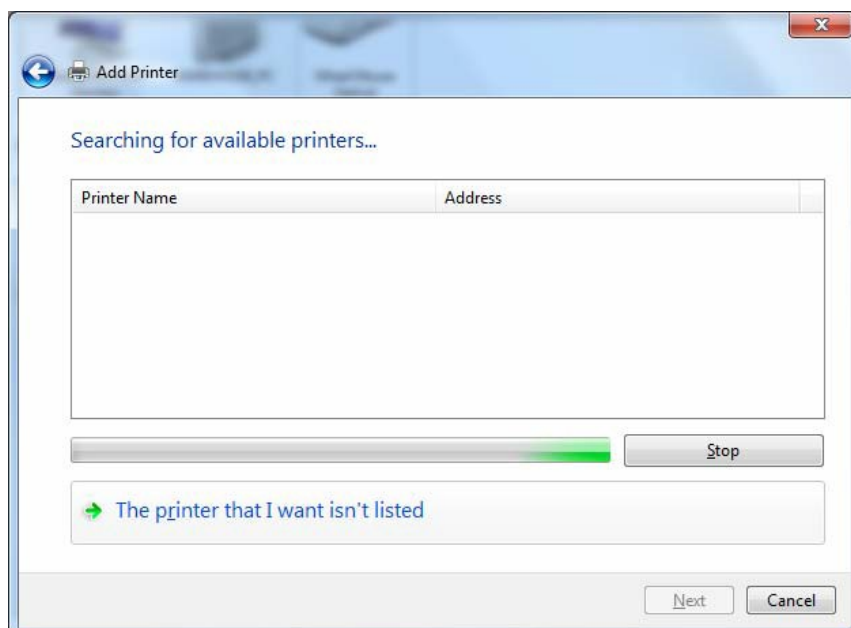 Add Printer
Searching for available printers...
Printer Name Address
Stop
The printer that I want isn't listed
Next Cancel